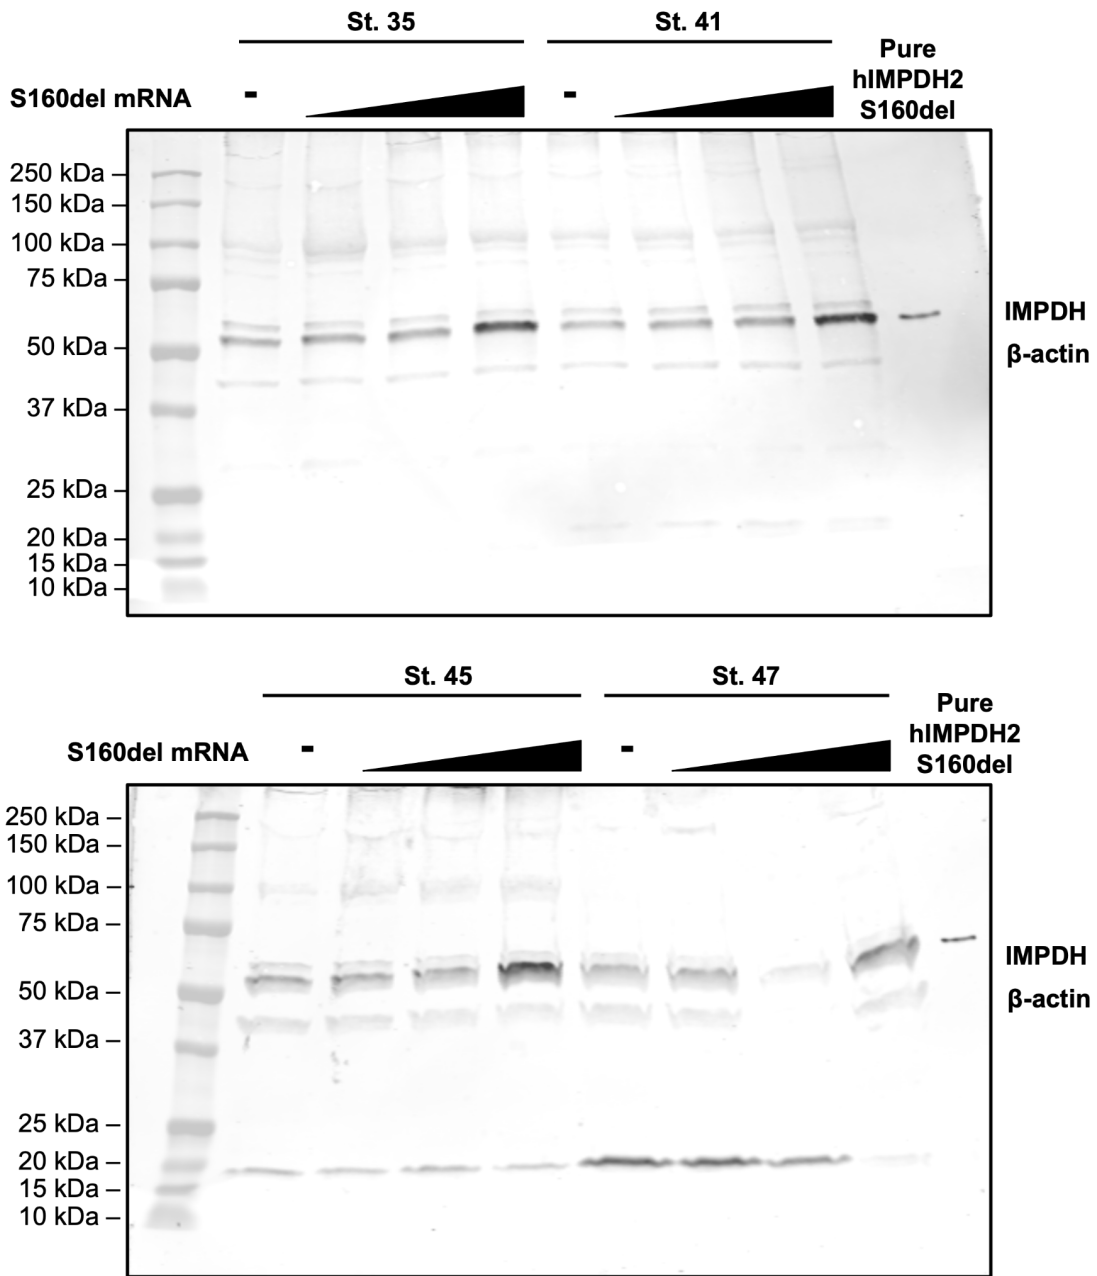 St. 35
St. 41
Pure
hIMPDH2
S160del
S160del mRNA
-
-
250 kDa
150 kDa
100 kDa
75 kDa
50 kDa
37 kDa
25 kDa
20 kDa
15 kDa
10 kDa
IMPDH
β-actin
St. 45
St. 47
Pure
hIMPDH2
S160del
S160del mRNA
-
-
250 kDa
150 kDa
100 kDa
75 kDa
50 kDa
37 kDa
25 kDa
20 kDa
15 kDa
10 kDa
IMPDH
β-actin